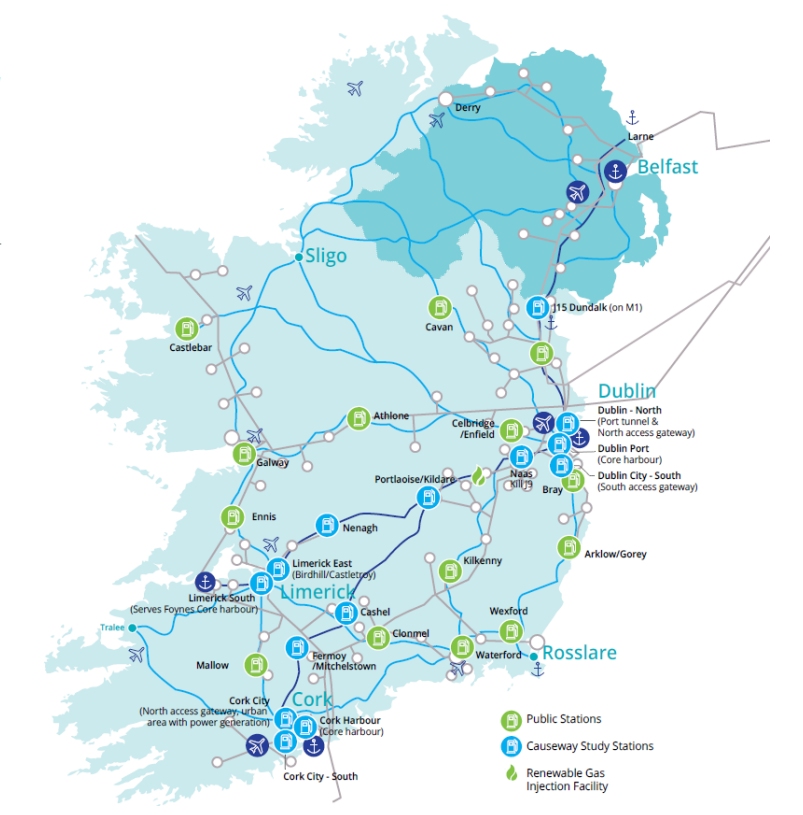 Derry
Larne
Belfast
Sligo
J15 Dundalk (on M1)
Cavan
Castlebar
Dublin
Dublin - North
(Port tunnel &
North access gateway)
Athlone
Celbridge
/Enfield
Dublin Port
(Core harbour)
Galway
Naas
Kill J9
Portlaoise/Kildare
Dublin City - South
(South access gateway)
Bray
Ennis
Nenagh
Arklow/Gorey
Limerick East
(Birdhill/Castletroy)
Kilkenny
Limerick
Limerick South
(Serves Foynes Core harbour)
Cashel
Wexford
Tralee
Clonmel
Waterford
Rosslare
Mallow
Fermoy
/Mitchelstown
Cork City
(North access gateway, urban
area with power generation)
Cork
Cork Harbour
(Core harbour)
Cork City - South
Public Stations
Causeway Study Stations
Renewable Gas
Injection Facility